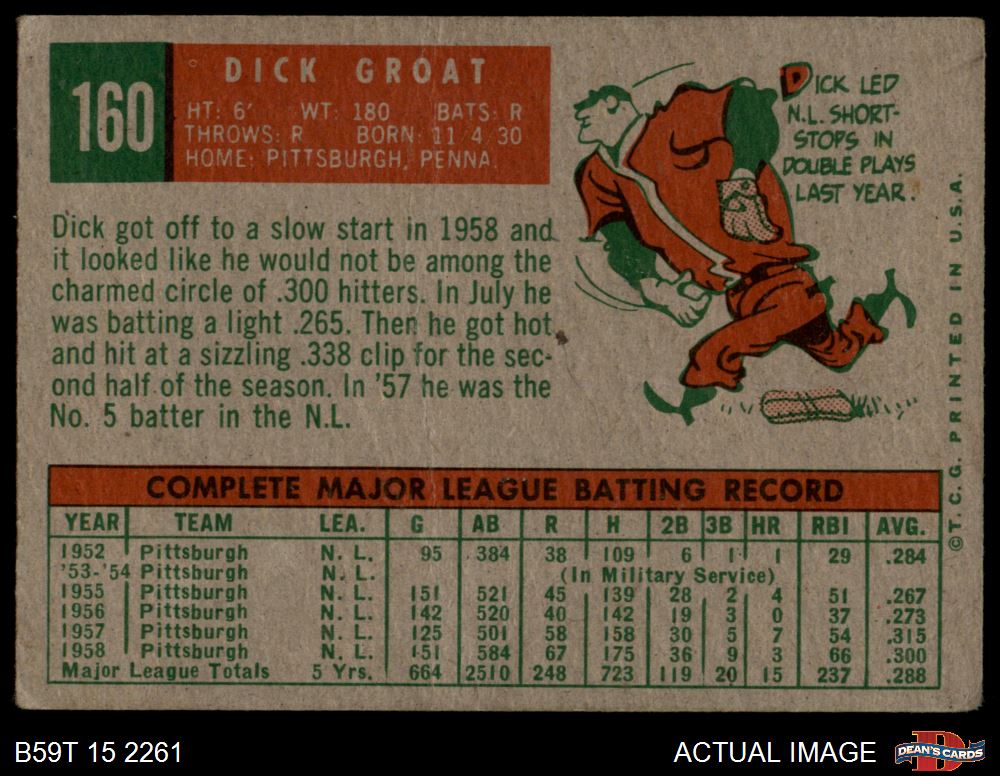 160
DICK GROAT
HT: 6' WT: 180 BATS: R
THROWS: R BORN: 11/4/30
HOME: PITTSBURGH, PENNA.
DICK LED
N.L. SHORT-
STOPS IN
DOUBLE PLAYS
LAST YEAR.
Dick got off to a slow start in 1958 and
it looked like he would not be among the
charmed circle of .300 hitters. In July he
was batting a light .265. Then he got hot
and hit at a sizzling .338 clip for the sec-
ond half of the season. In '57 he was the
No. 5 batter in the N.L.
COMPLETE MAJOR LEAGUE BATTING RECORD
YEAR TEAM LEA. G AB R H 2B 3B HR RBI AVG.
1952 Pittsburgh N. L. 95 384 38 109 6 1 1 29 .284
'53-'54 Pittsburgh N. L. (In Military Service)
1955 Pittsburgh N. L. 151 521 45 139 28 2 4 51 .267
1956 Pittsburgh N. L. 142 520 40 142 19 3 0 37 .273
1957 Pittsburgh N. L. 125 501 58 158 30 5 7 54 .315
1958 Pittsburgh N. L. 151 584 67 175 36 9 3 66 .300
Major League Totals 5 Yrs. 664 2510 248 723 119 20 15 237 .288
©T.C.G. PRINTED IN U.S.A.
B59T 15 2261
ACTUAL IMAGE
D
DEAN'S CARDS